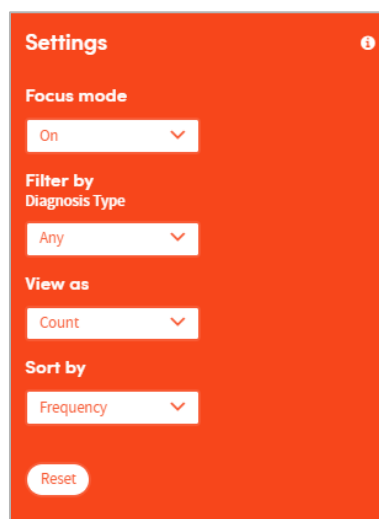 Settings
Focus mode
On
Filter by
Diagnosis Type
Any
View as
Count
Sort by
Frequency
Reset